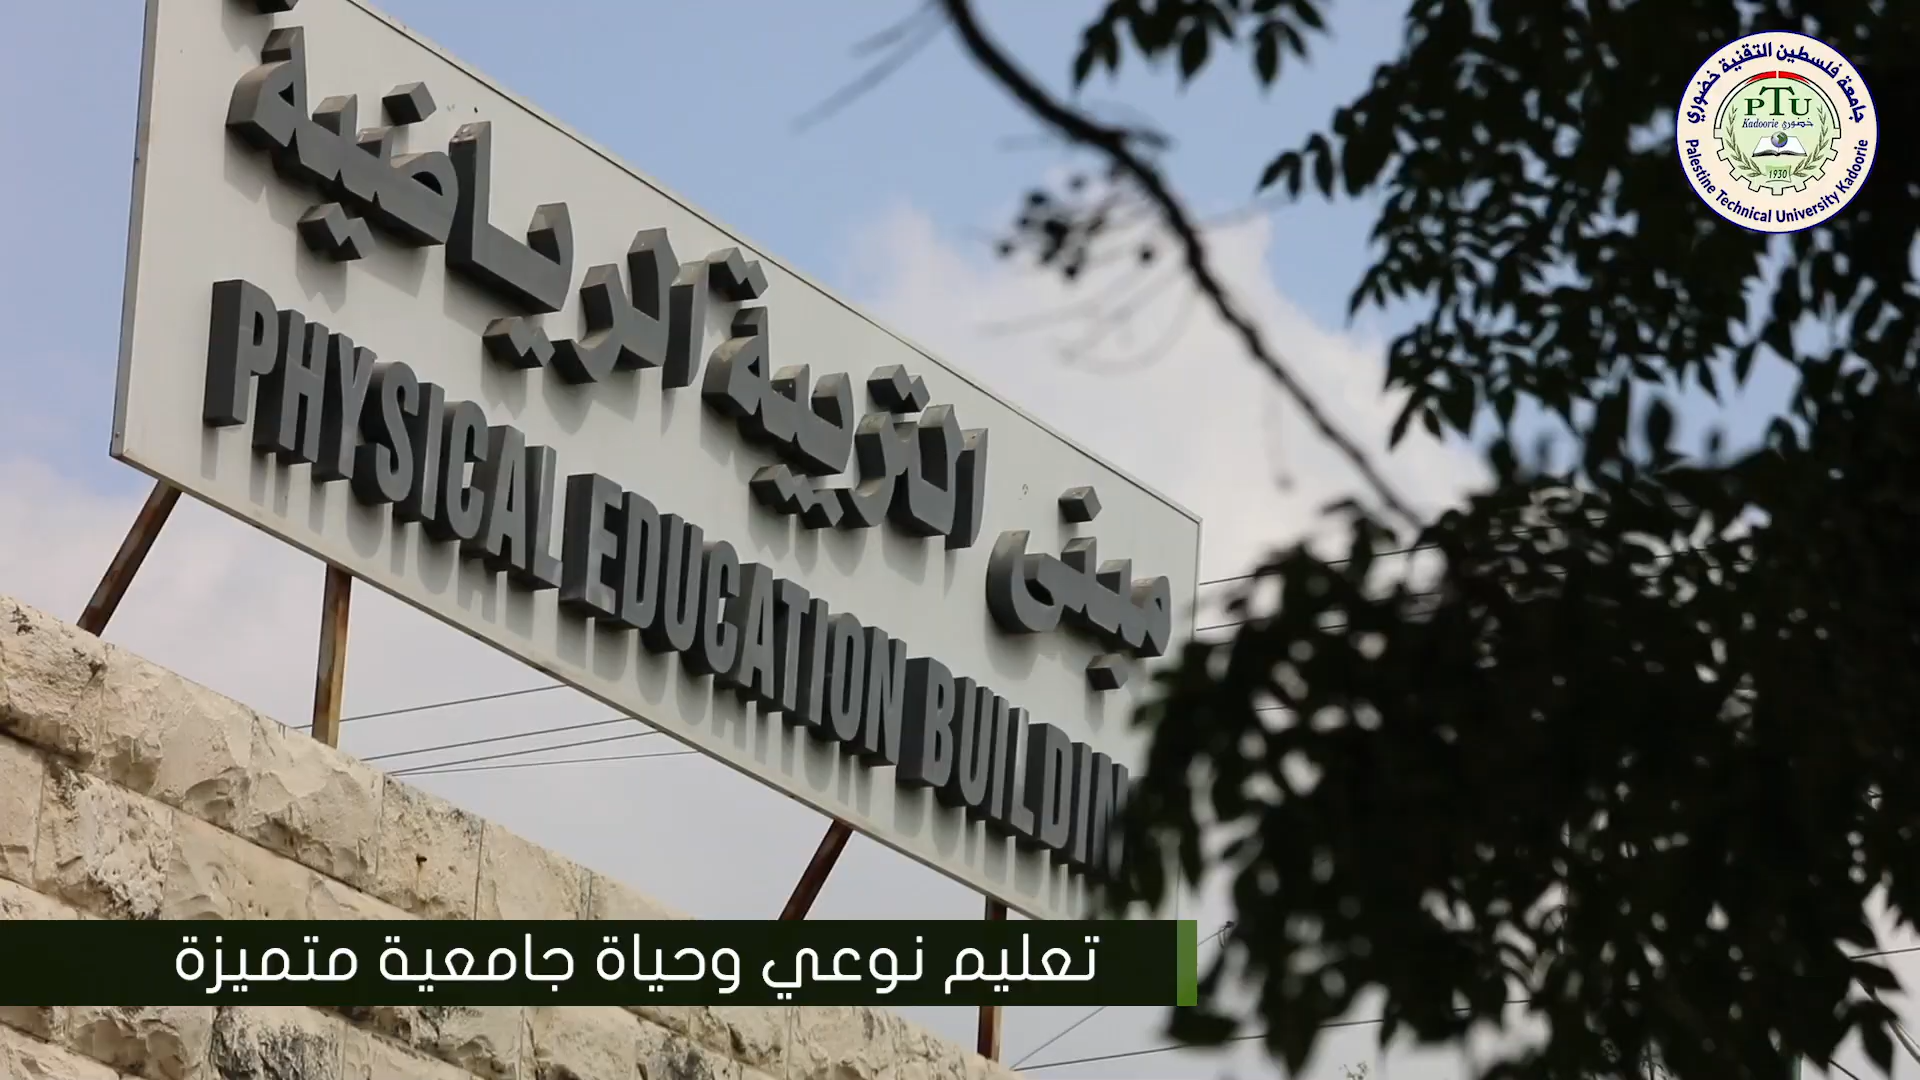 مبنى التربية الرياضية
PHYSICAL EDUCATION BUILDIN
جامعة فلسطين التقنية خضوري
PTU
Kadoorie خضوري
1930
Palestine Technical University Kadoorie
تعليم نوعي وحياة جامعية متميزة